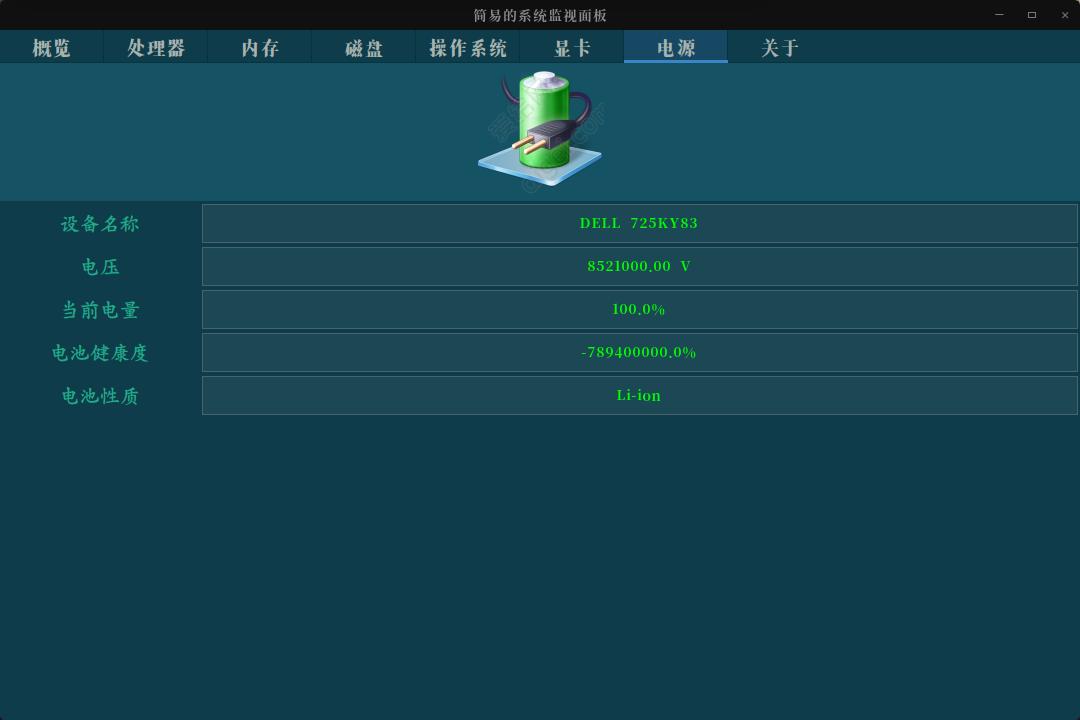 简易的系统监视面板
概览 处理器 内存 磁盘 操作系统 显卡 电源 关于
设备名称 DELL 725KY83
电压 8521000.00 V
当前电量 100.0%
电池健康度 -789400000.0%
电池性质 Li-ion